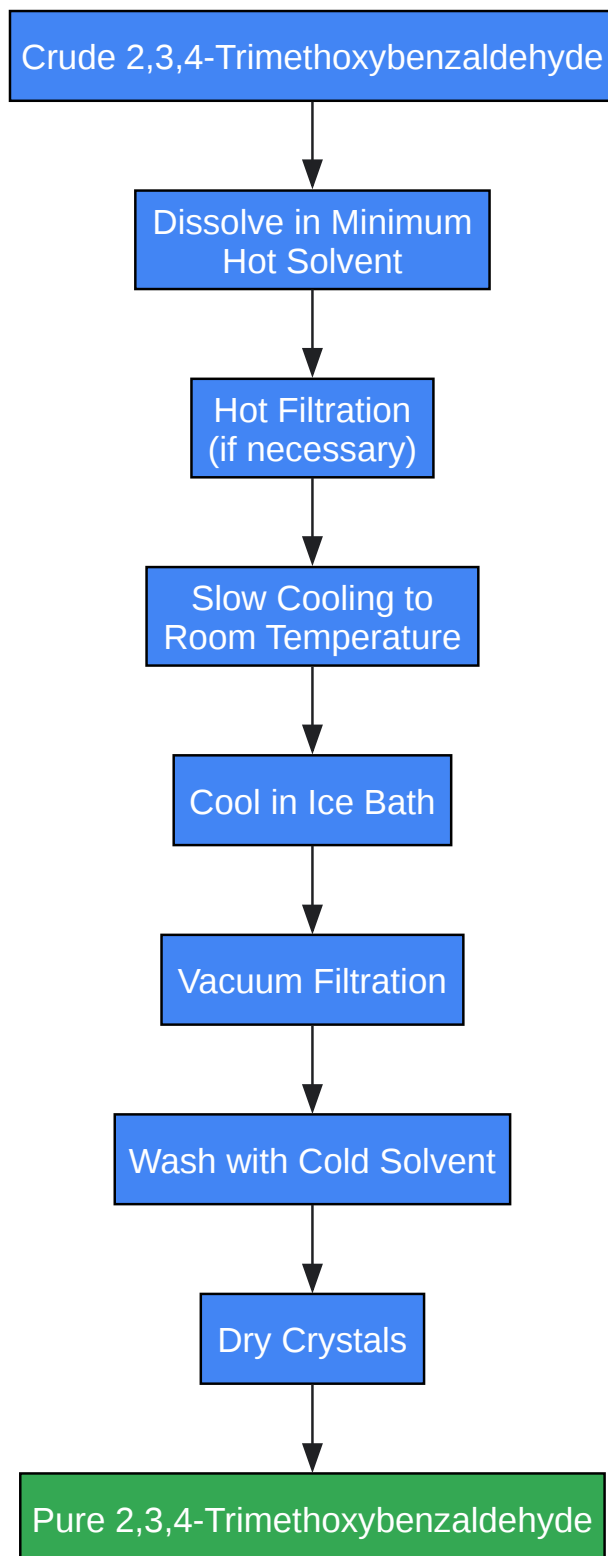 Crude 2,3,4-Trimethoxybenzaldehyde
Dissolve in Minimum
Hot Solvent
Hot Filtration
(if necessary)
Slow Cooling to
Room Temperature
Cool in Ice Bath
Vacuum Filtration
Wash with Cold Solvent
Dry Crystals
Pure 2,3,4-Trimethoxybenzaldehyde